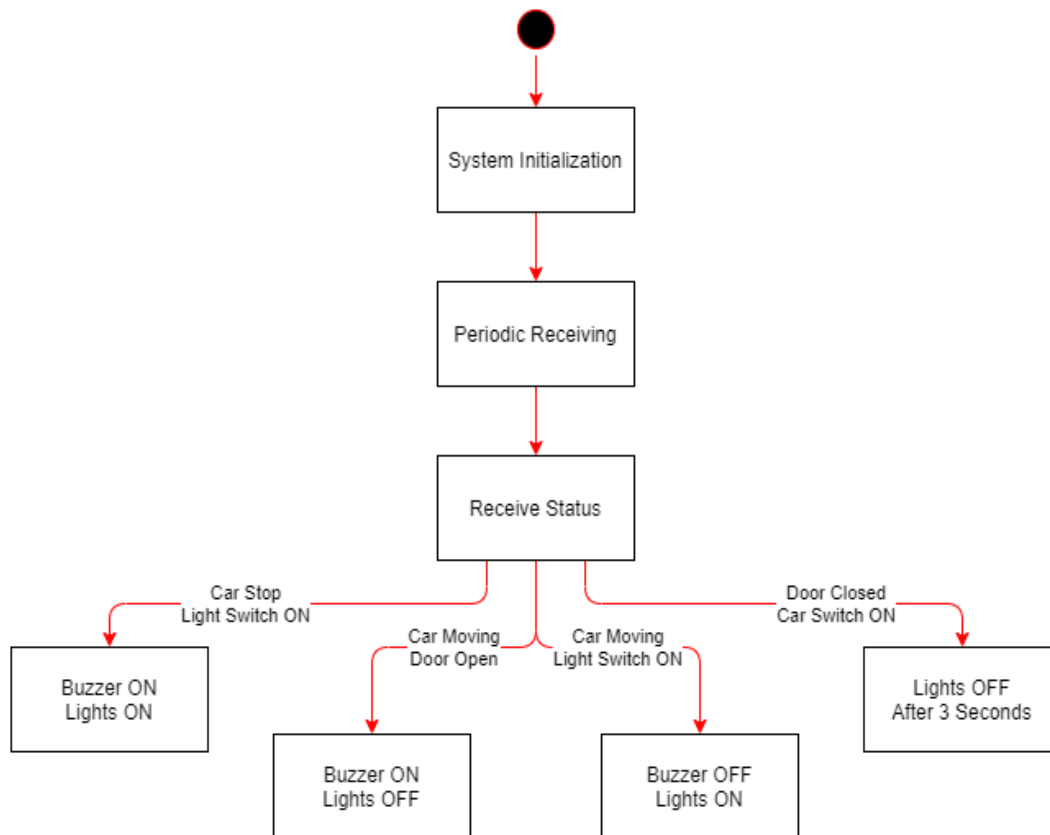 System Initialization
Periodic Receiving
Receive Status
Car Stop
Light Switch ON
Car Moving
Door Open
Car Moving
Light Switch ON
Door Closed
Car Switch ON
Buzzer ON
Lights ON
Buzzer ON
Lights OFF
Buzzer OFF
Lights ON
Lights OFF
After 3 Seconds